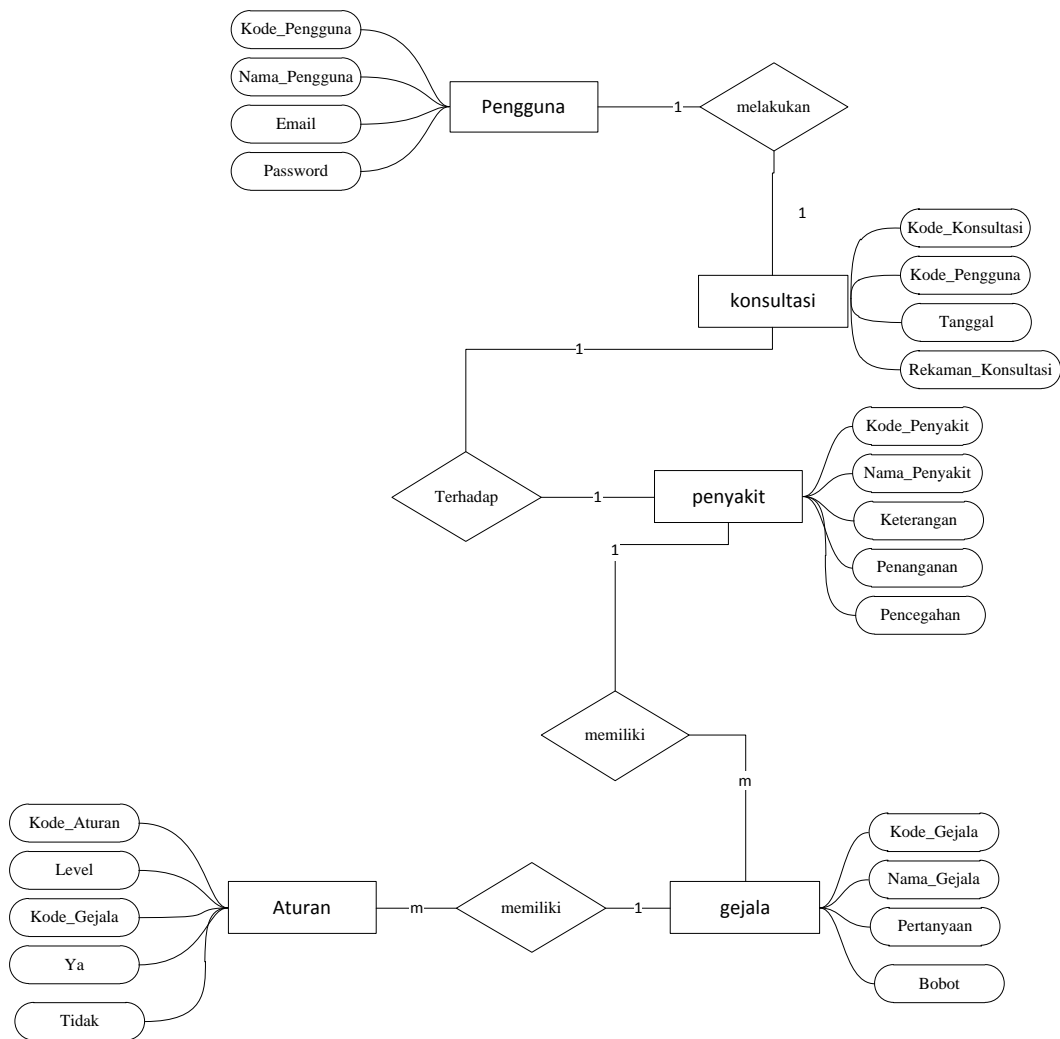 Kode_Pengguna
Nama_Pengguna
Email
Password
Pengguna
1
melakukan
1
Kode_Konsultasi
Kode_Pengguna
Tanggal
Rekaman_Konsultasi
konsultasi
1
Terhadap
1
penyakit
Kode_Penyakit
Nama_Penyakit
Keterangan
Penanganan
Pencegahan
1
memiliki
m
Kode_Aturan
Level
Kode_Gejala
Ya
Tidak
Aturan
m
memiliki
1
gejala
Kode_Gejala
Nama_Gejala
Pertanyaan
Bobot